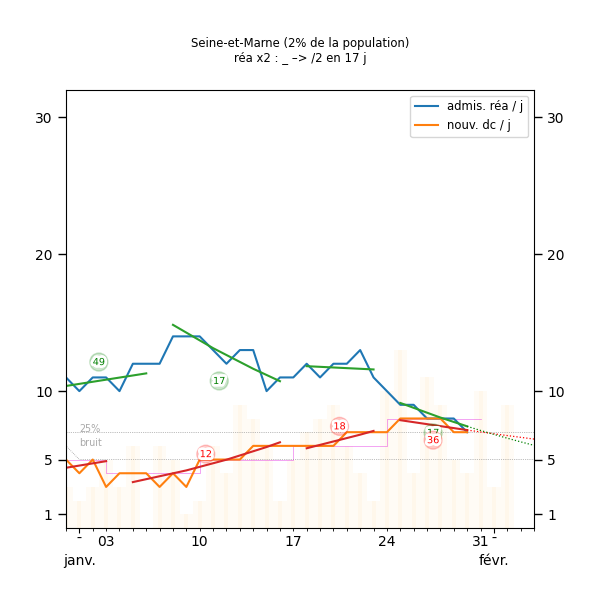 Seine-et-Marne (2% de la population)
réa x2 : _ –> /2 en 17 j
admis. réa / j
nouv. dc / j
30
30
20
20
10
10
5
5
1
1
49
17
12
18
17
36
25%
bruit
- 03 10 17 24 31 -
janv. févr.